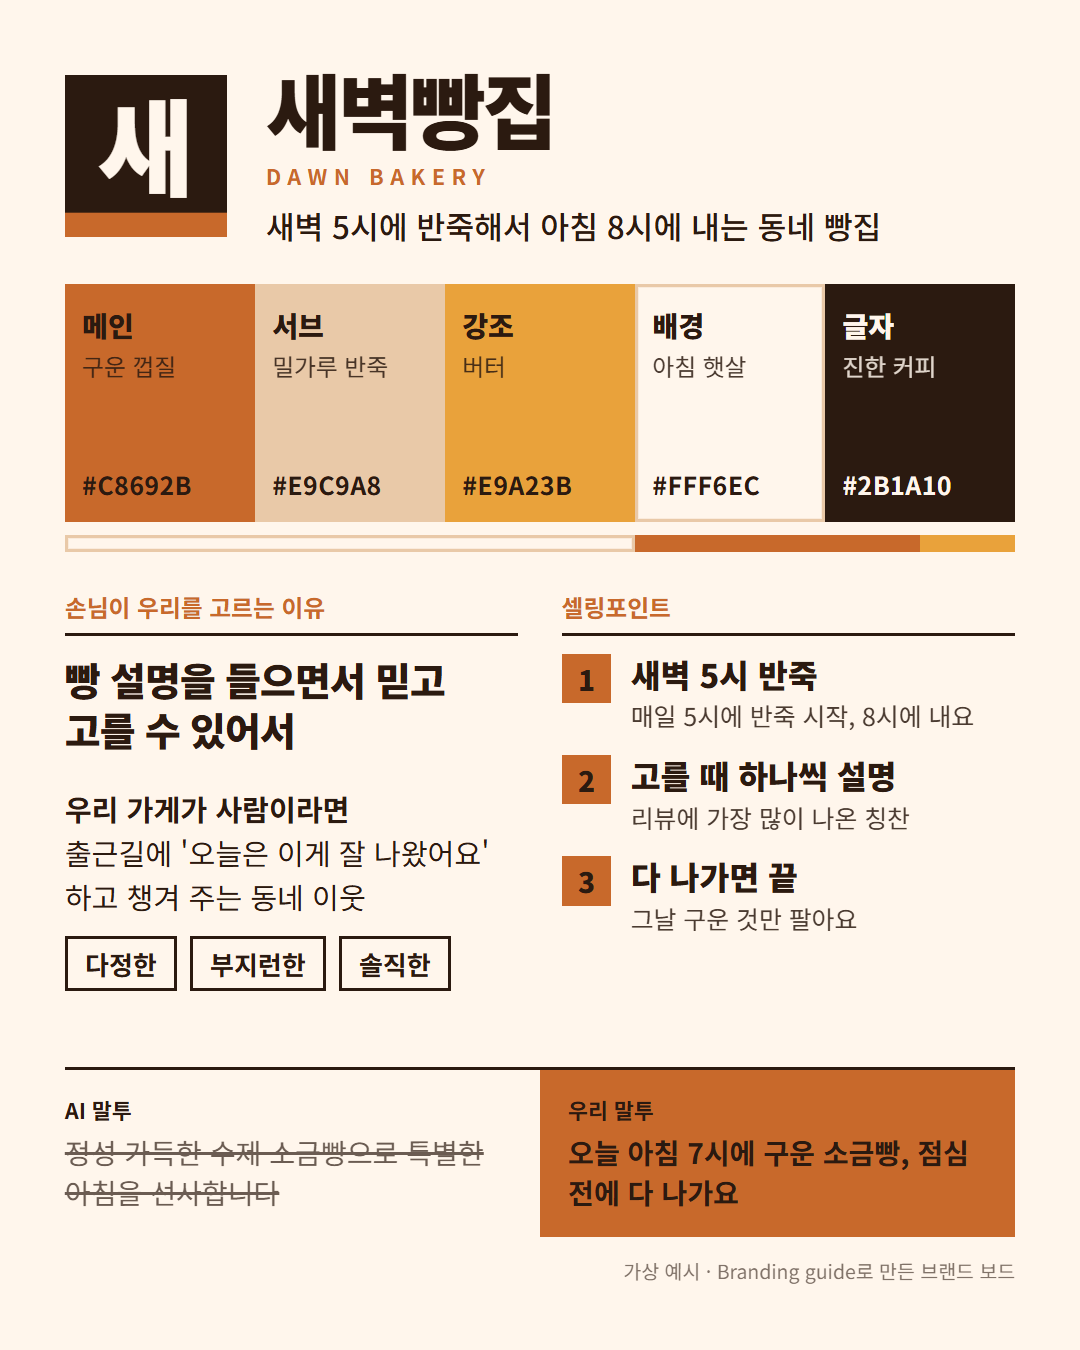 새
새벽빵집
DAWN BAKERY
새벽 5시에 반죽해서 아침 8시에 내는 동네 빵집
메인
구운 껍질
#C8692B
서브
밀가루 반죽
#E9C9A8
강조
버터
#E9A23B
배경
아침 햇살
#FFF6EC
글자
진한 커피
#2B1A10
손님이 우리를 고르는 이유
빵 설명을 들으면서 믿고
고를 수 있어서
우리 가게가 사람이라면
출근길에 '오늘은 이게 잘 나왔어요'
하고 챙겨 주는 동네 이웃
다정한
부지런한
솔직한
셀링포인트
1
새벽 5시 반죽
매일 5시에 반죽 시작, 8시에 내요
2
고를 때 하나씩 설명
리뷰에 가장 많이 나온 칭찬
3
다 나가면 끝
그날 구운 것만 팔아요
AI 말투
정성 가득한 수제 소금빵으로 특별한
아침을 선사합니다
우리 말투
오늘 아침 7시에 구운 소금빵, 점심
전에 다 나가요
가상 예시 · Branding guide로 만든 브랜드 보드